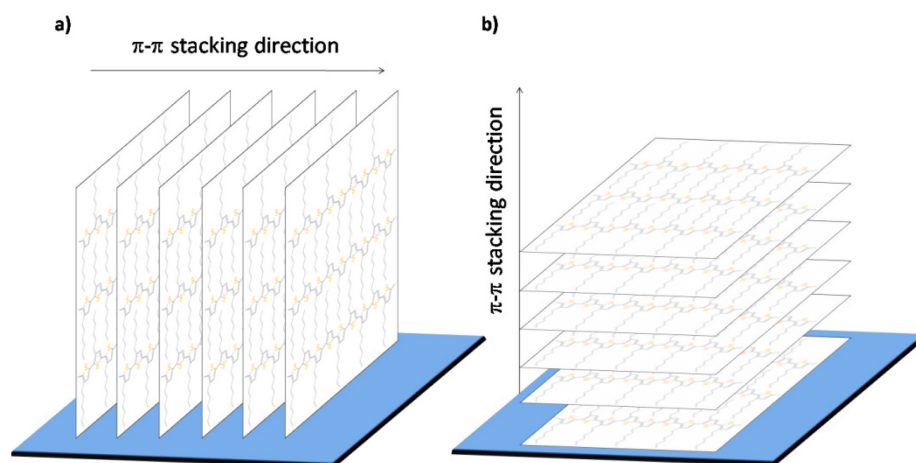 a)
π-π stacking direction
b)
π-π stacking direction